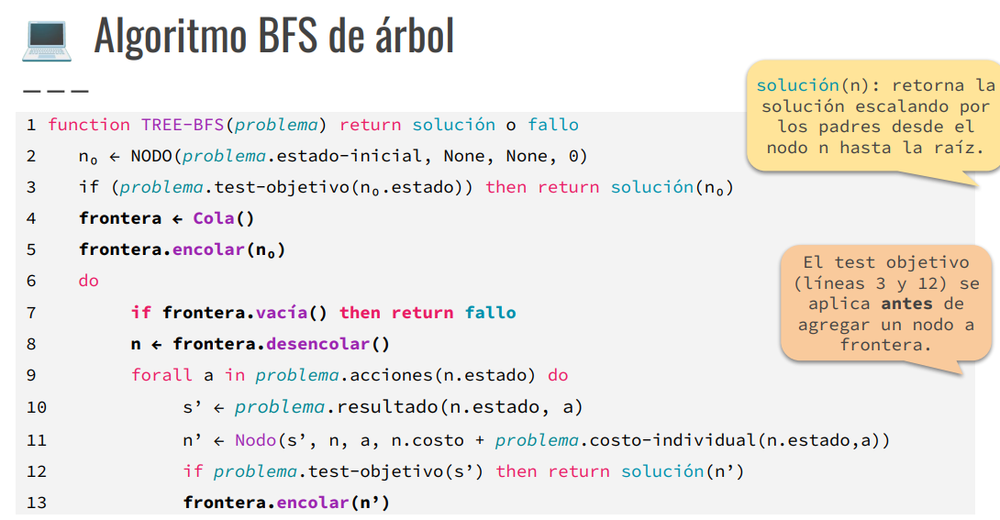 Algoritmo BFS de árbol
solución(n): retorna la
solución escalando por
los padres desde el
nodo n hasta la raíz.
1 function TREE-BFS(problema) return solución o fallo
2 n₀ ← NODO(problema.estado-inicial, None, None, 0)
3 if (problema.test-objetivo(n₀.estado)) then return solución(n₀)
4 frontera ← Cola()
5 frontera.encolar(n₀)
6 do
7 if frontera.vacía() then return fallo
8 n ← frontera.desencolar()
9 forall a in problema.acciones(n.estado) do
10 s’ ← problema.resultado(n.estado, a)
11 n’ ← Nodo(s’, n, a, n.costo + problema.costo-individual(n.estado,a))
12 if problema.test-objetivo(s’) then return solución(n’)
13 frontera.encolar(n’)
El test objetivo
(líneas 3 y 12) se
aplica antes de
agregar un nodo a
frontera.